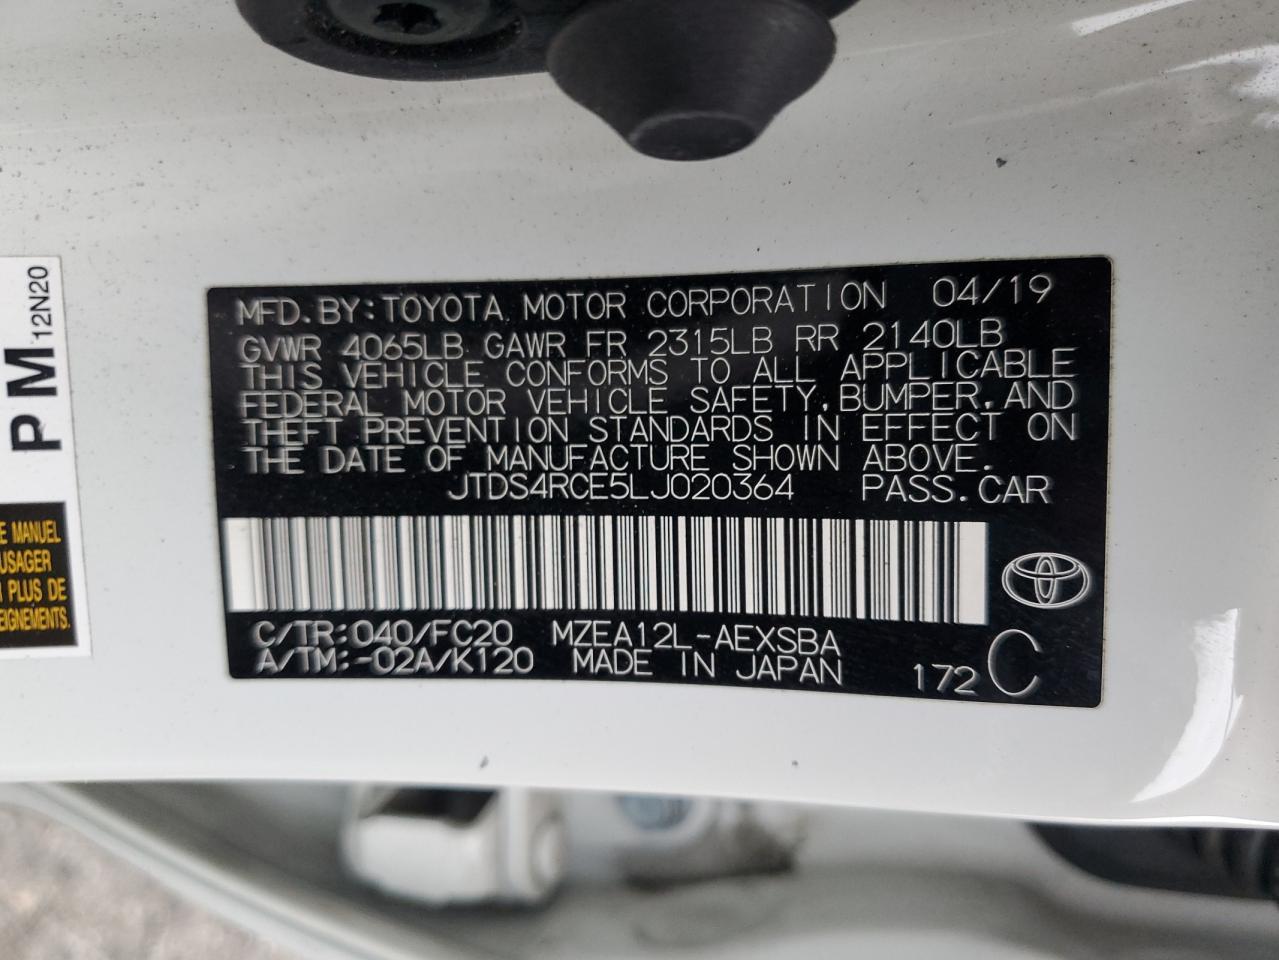 MFD. BY: TOYOTA MOTOR CORPORATION 04/19
GVWR 4065LB GAWR FR 2315LB RR 2140LB
THIS VEHICLE CONFORMS TO ALL APPLICABLE
FEDERAL MOTOR VEHICLE SAFETY, BUMPER, AND
THEFT PREVENTION STANDARDS IN EFFECT ON
THE DATE OF MANUFACTURE SHOWN ABOVE.
JTDS4RCE5LJ020364 PASS. CAR
C/TR: 040/FC20 MZEA12L-AEXSBA
A/TM: -02A/K120 MADE IN JAPAN
172 C
PM 12N20
E MANUEL
USAGER
PLUS DE
EIGNEMENTS.